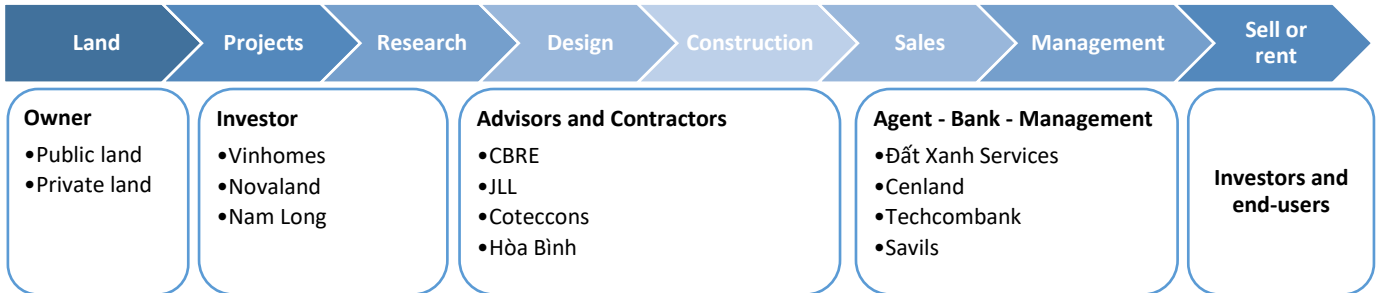 Land
Projects
Research
Design
Construction
Sales
Management
Sell or
rent
Owner
•Public land
•Private land
Investor
•Vinhomes
•Novaland
•Nam Long
Advisors and Contractors
•CBRE
•JLL
•Coteccons
•Hòa Bình
Agent - Bank - Management
•Đất Xanh Services
•Cenland
•Techcombank
•Savils
Investors and
end-users